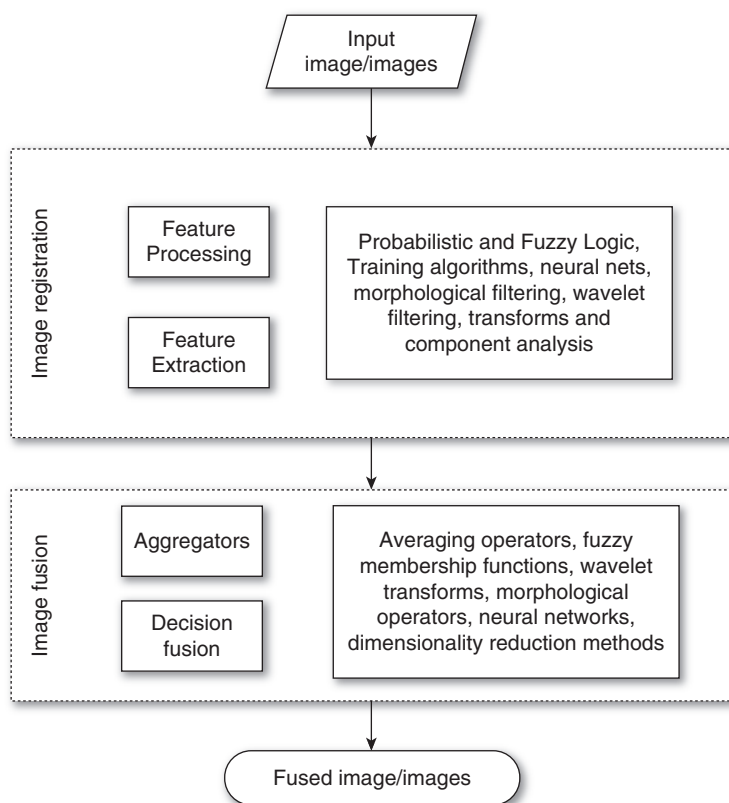 Input
image/images
Image registration
Feature
Processing
Feature
Extraction
Probabilistic and Fuzzy Logic,
Training algorithms, neural nets,
morphological filtering, wavelet
filtering, transforms and
component analysis
Image fusion
Aggregators
Decision
fusion
Averaging operators, fuzzy
membership functions, wavelet
transforms, morphological
operators, neural networks,
dimensionality reduction methods
Fused image/images